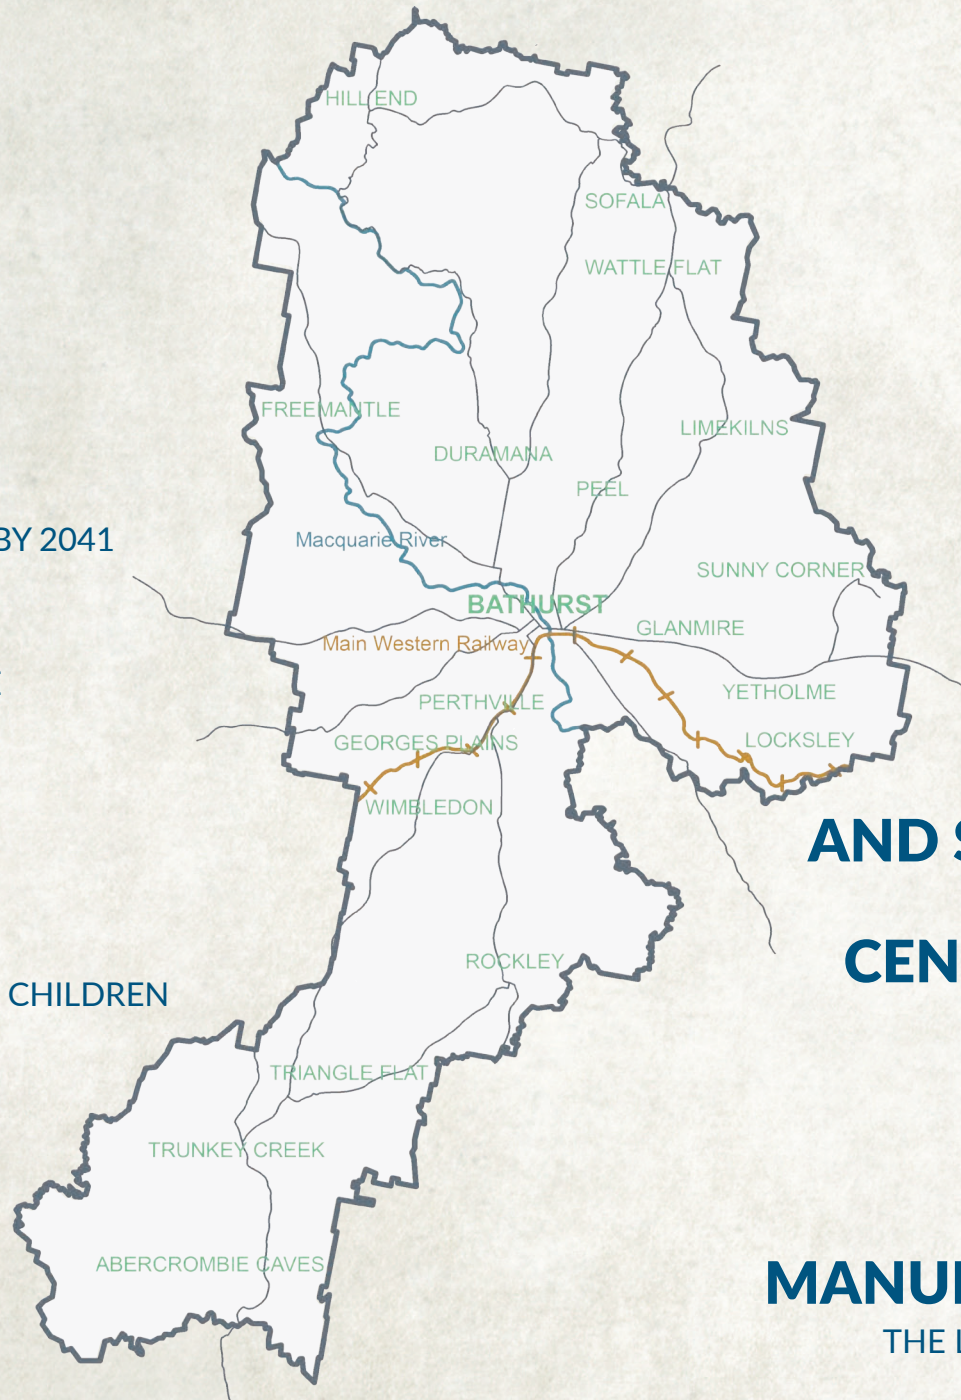 HILL END
SOFALA
WATTLE FLAT
FREEMANTLE
LIMEKILNS
DURAMANA
PEEL
BY 2041
Macquarie River
SUNNY CORNER
BATHURST
GLANMIRE
Main Western Railway
YETHOLME
PERTHVILLE
LOCKSLEY
GEORGES PLAINS
WIMBLEDON
AND S
CEN
ROCKLEY
CHILDREN
TRIANGLE FLAT
TRUNKEY CREEK
ABERCROMBIE CAVES
MANU
THE